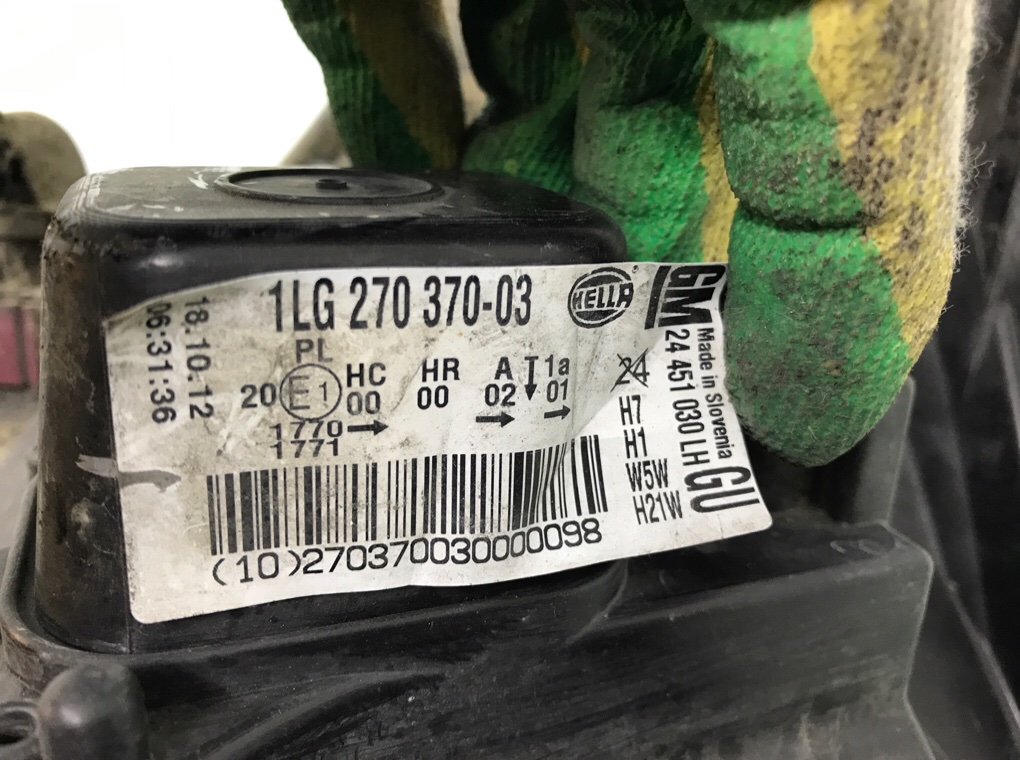 1LG 270 370-03
HELLA
GM
18.10.12
06:31:36
PL
20 E1 HC 00 HR 00 A 02 1a 01
1770
1771
24
H7
H1
W5W
H21W
Made in Slovenia
24 451 030 LH GU
(10)270370030000098